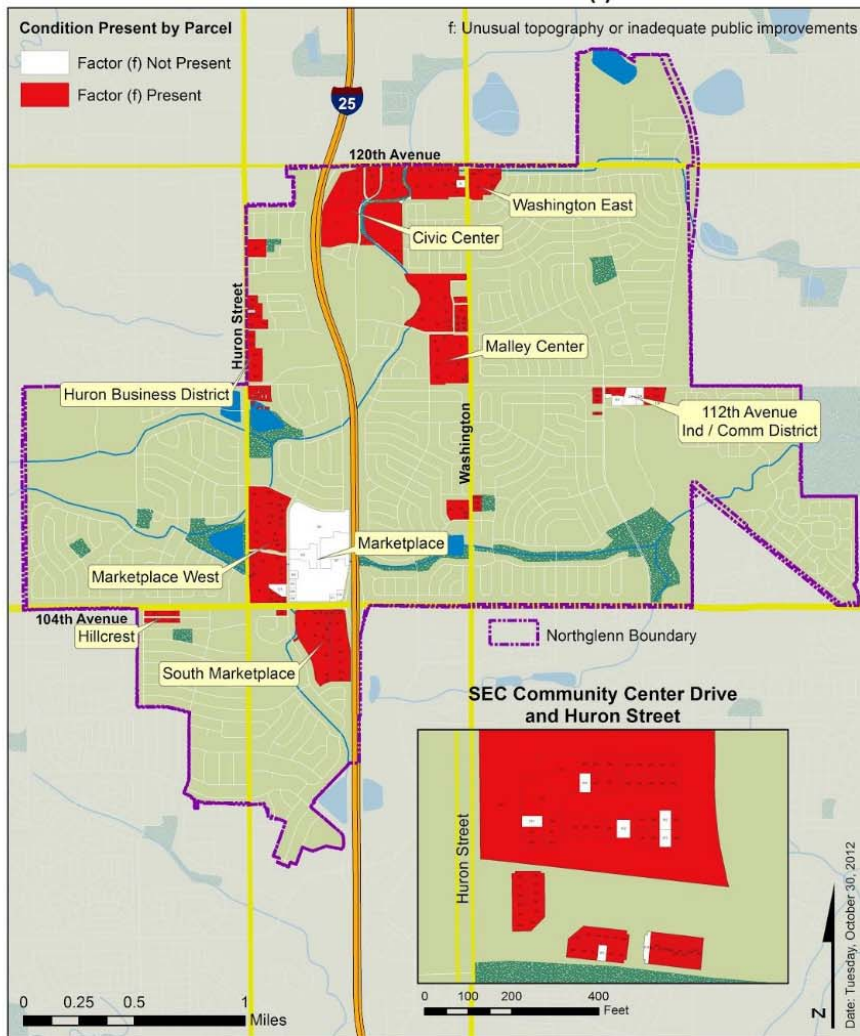 (f)
Condition Present by Parcel
f: Unusual topography or inadequate public improvements
Factor (f) Not Present
Factor (f) Present
25
120th Avenue
Washington East
Civic Center
Huron Street
Malley Center
Huron Business District
Washington
112th Avenue
Ind / Comm District
Marketplace
Marketplace West
104th Avenue
Hillcrest
Northglenn Boundary
South Marketplace
SEC Community Center Drive
and Huron Street
Huron Street
N
Date: Tuesday, October 30, 2012
0 0.25 0.5 1
Miles
0 100 200 400
Feet